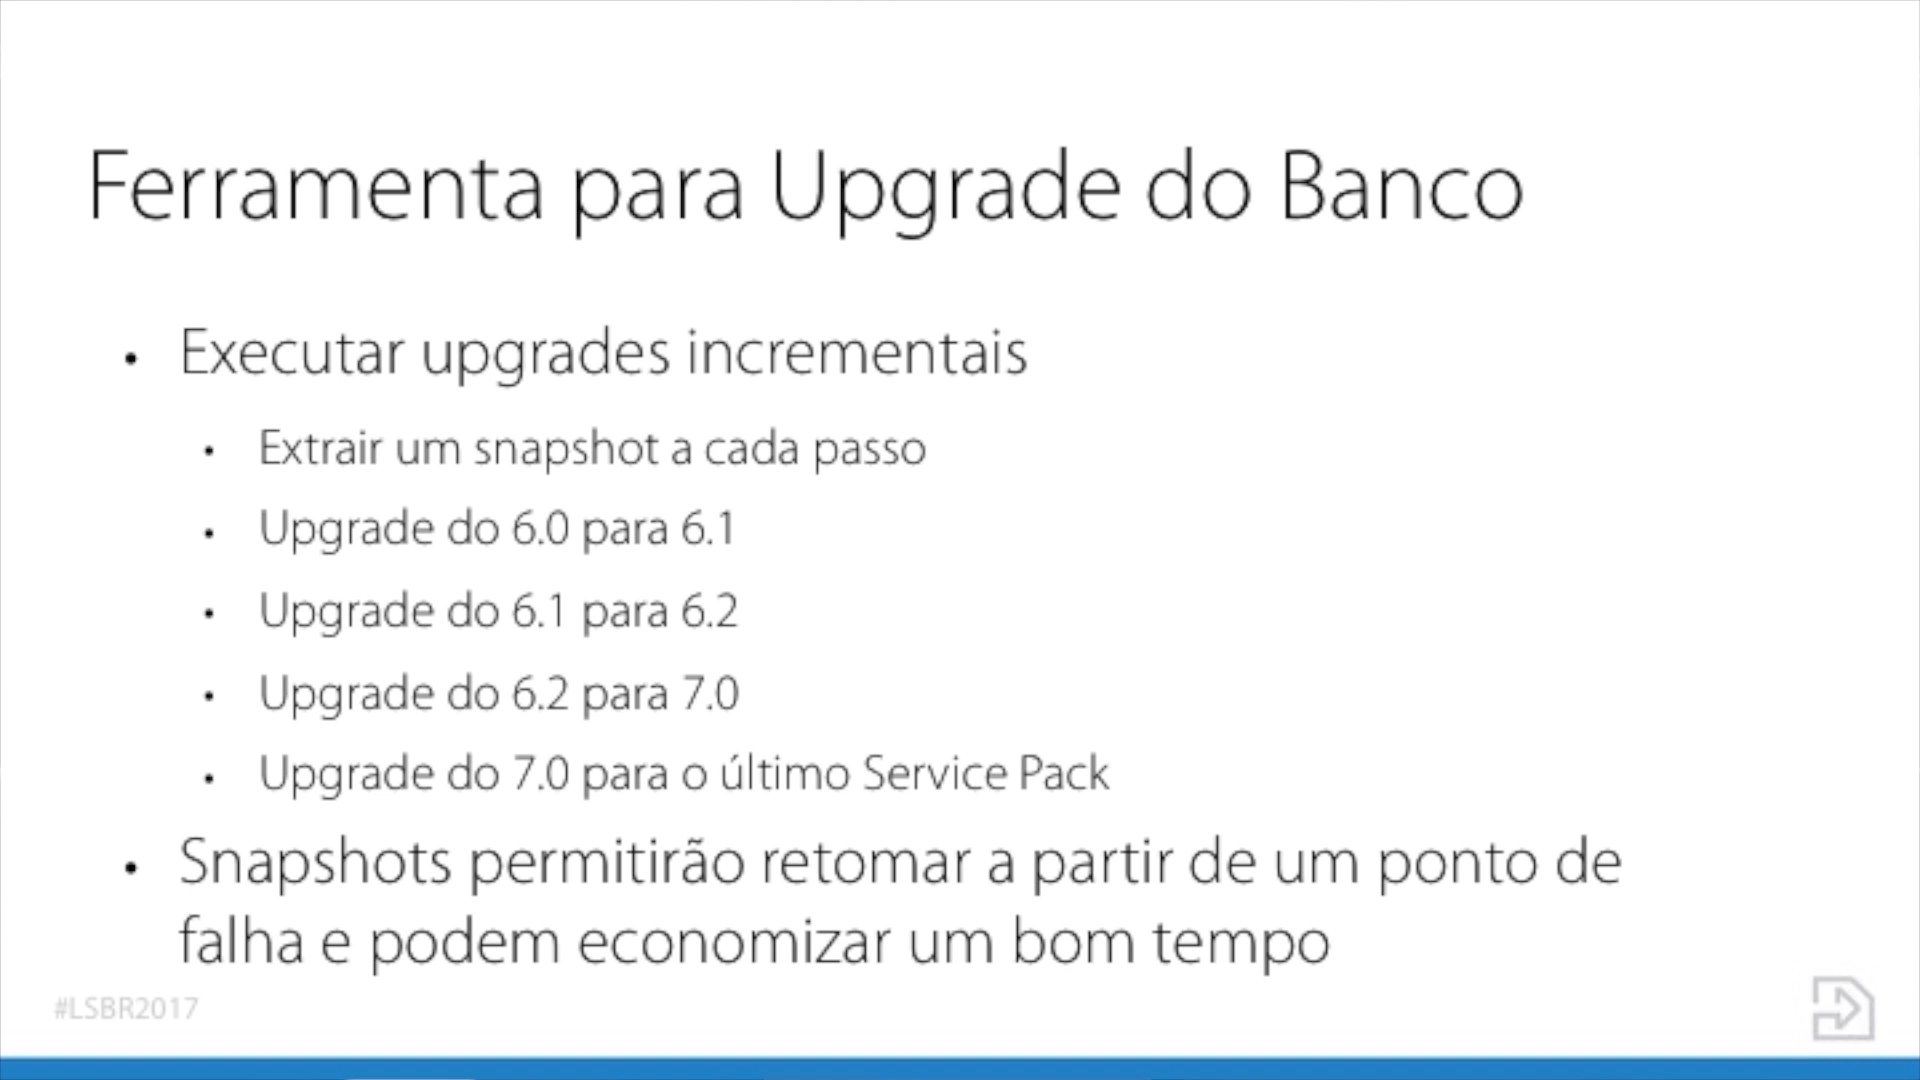 Ferramenta para Upgrade do Banco
• Executar upgrades incrementais
• Extrair um snapshot a cada passo
• Upgrade do 6.0 para 6.1
• Upgrade do 6.1 para 6.2
• Upgrade do 6.2 para 7.0
• Upgrade do 7.0 para o último Service Pack
• Snapshots permitirão retomar a partir de um ponto de
falha e podem economizar um bom tempo
#LSBR2017